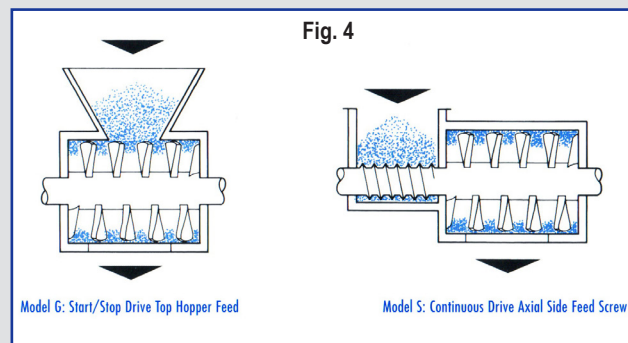 Fig. 4
Model G: Start/Stop Drive Top Hopper Feed
Model S: Continuous Drive Axial Side Feed Screw